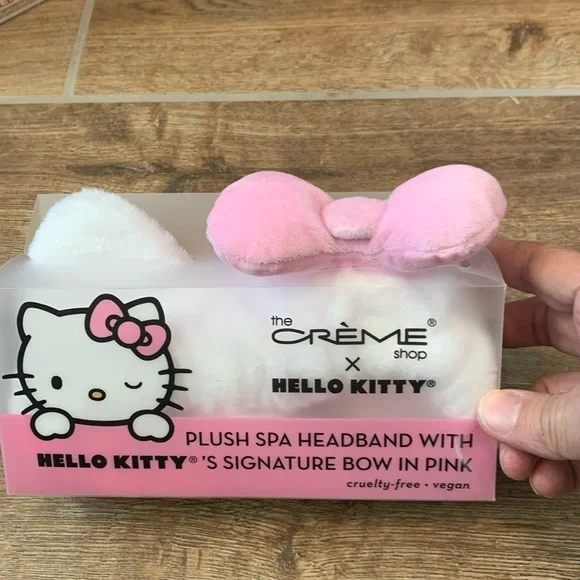 the
CRÈME®
shop
×
HELLO KITTY®
PLUSH SPA HEADBAND WITH
HELLO KITTY®'S SIGNATURE BOW IN PINK
cruelty-free • vegan